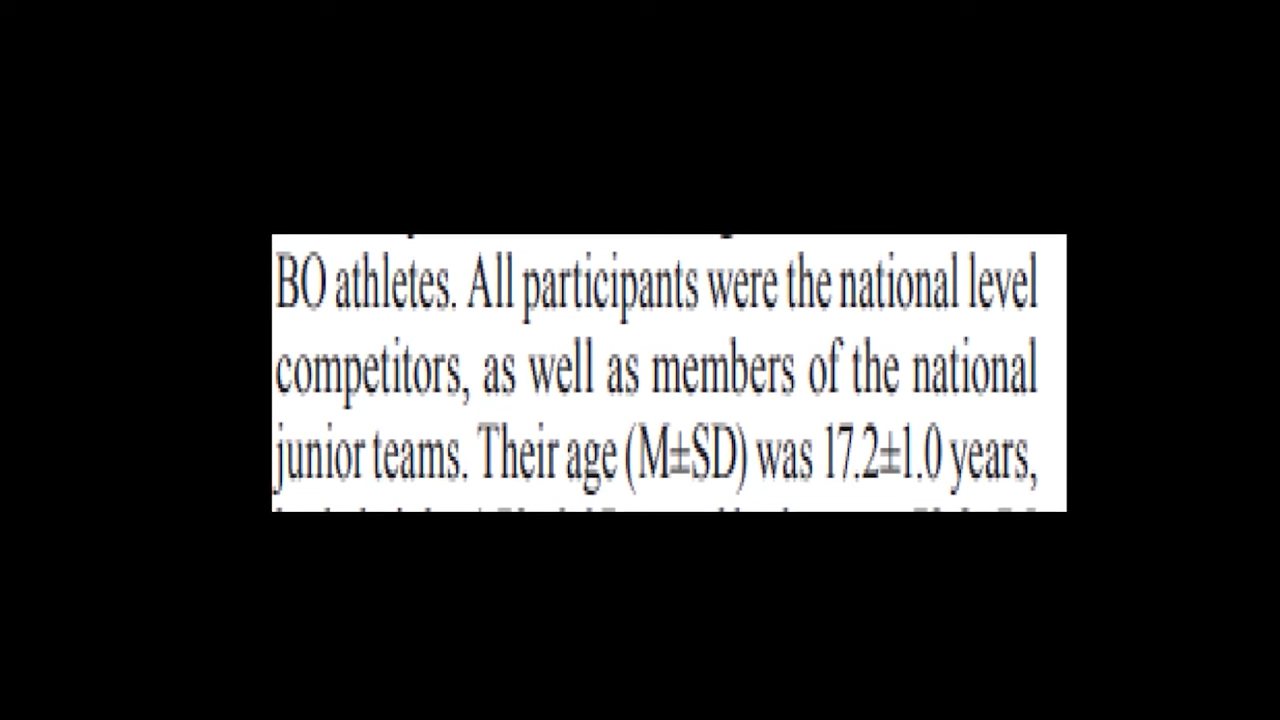 BO athletes. All participants were the national level
competitors, as well as members of the national
junior teams. Their age (M±SD) was 17.2±1.0 years,